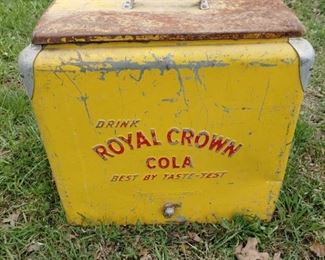 DRINK
ROYAL CROWN
COLA
BEST BY TASTE-TEST